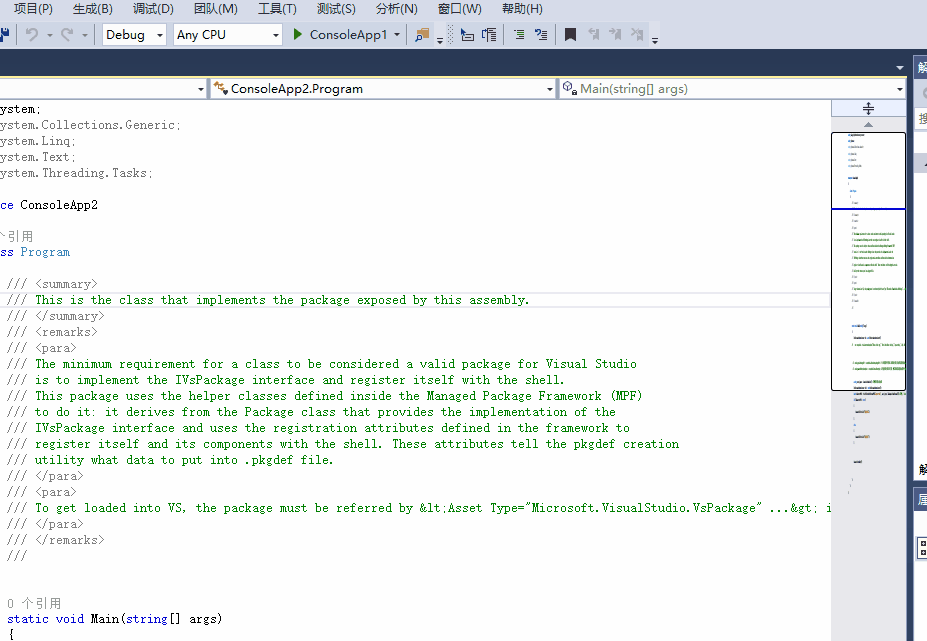 项目(P) 生成(B) 调试(D) 团队(M) 工具(T) 测试(S) 分析(N) 窗口(W) 帮助(H)
Debug Any CPU ConsoleApp1
ConsoleApp2.Program Main(string[] args)
ystem;
ystem.Collections.Generic;
ystem.Linq;
ystem.Text;
ystem.Threading.Tasks;
ce ConsoleApp2
个引用
ss Program
/// <summary>
/// This is the class that implements the package exposed by this assembly.
/// </summary>
/// <remarks>
/// <para>
/// The minimum requirement for a class to be considered a valid package for Visual Studio
/// is to implement the IVsPackage interface and register itself with the shell.
/// This package uses the helper classes defined inside the Managed Package Framework (MPF)
/// to do it: it derives from the Package class that provides the implementation of the
/// IVsPackage interface and uses the registration attributes defined in the framework to
/// register itself and its components with the shell. These attributes tell the pkgdef creation
/// utility what data to put into .pkgdef file.
/// </para>
/// <para>
/// To get loaded into VS, the package must be referred by &lt;Asset Type="Microsoft.VisualStudio.VsPackage" ...&gt; i
/// </para>
/// </remarks>
///
0 个引用
static void Main(string[] args)
{